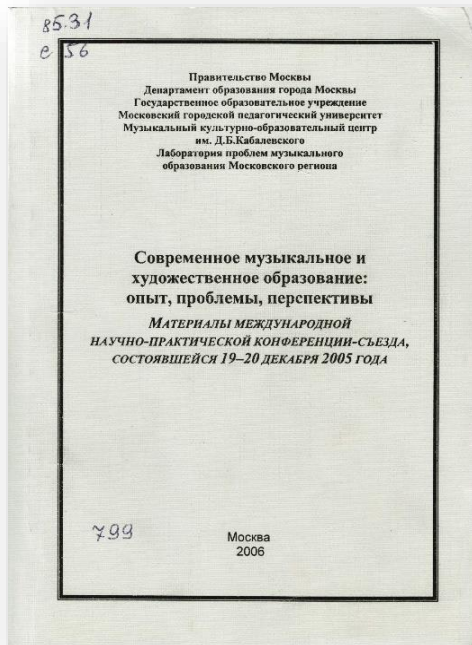 85.31
С 56
Правительство Москвы
Департамент образования города Москвы
Государственное образовательное учреждение
Московский городской педагогический университет
Музыкальный культурно-образовательный центр
им. Д.Б.Кабалевского
Лаборатория проблем музыкального
образования Московского региона
Современное музыкальное и
художественное образование:
опыт, проблемы, перспективы
МАТЕРИАЛЫ МЕЖДУНАРОДНОЙ
НАУЧНО-ПРАКТИЧЕСКОЙ КОНФЕРЕНЦИИ-СЪЕЗДА,
СОСТОЯВШЕЙСЯ 19–20 ДЕКАБРЯ 2005 ГОДА
799
Москва
2006